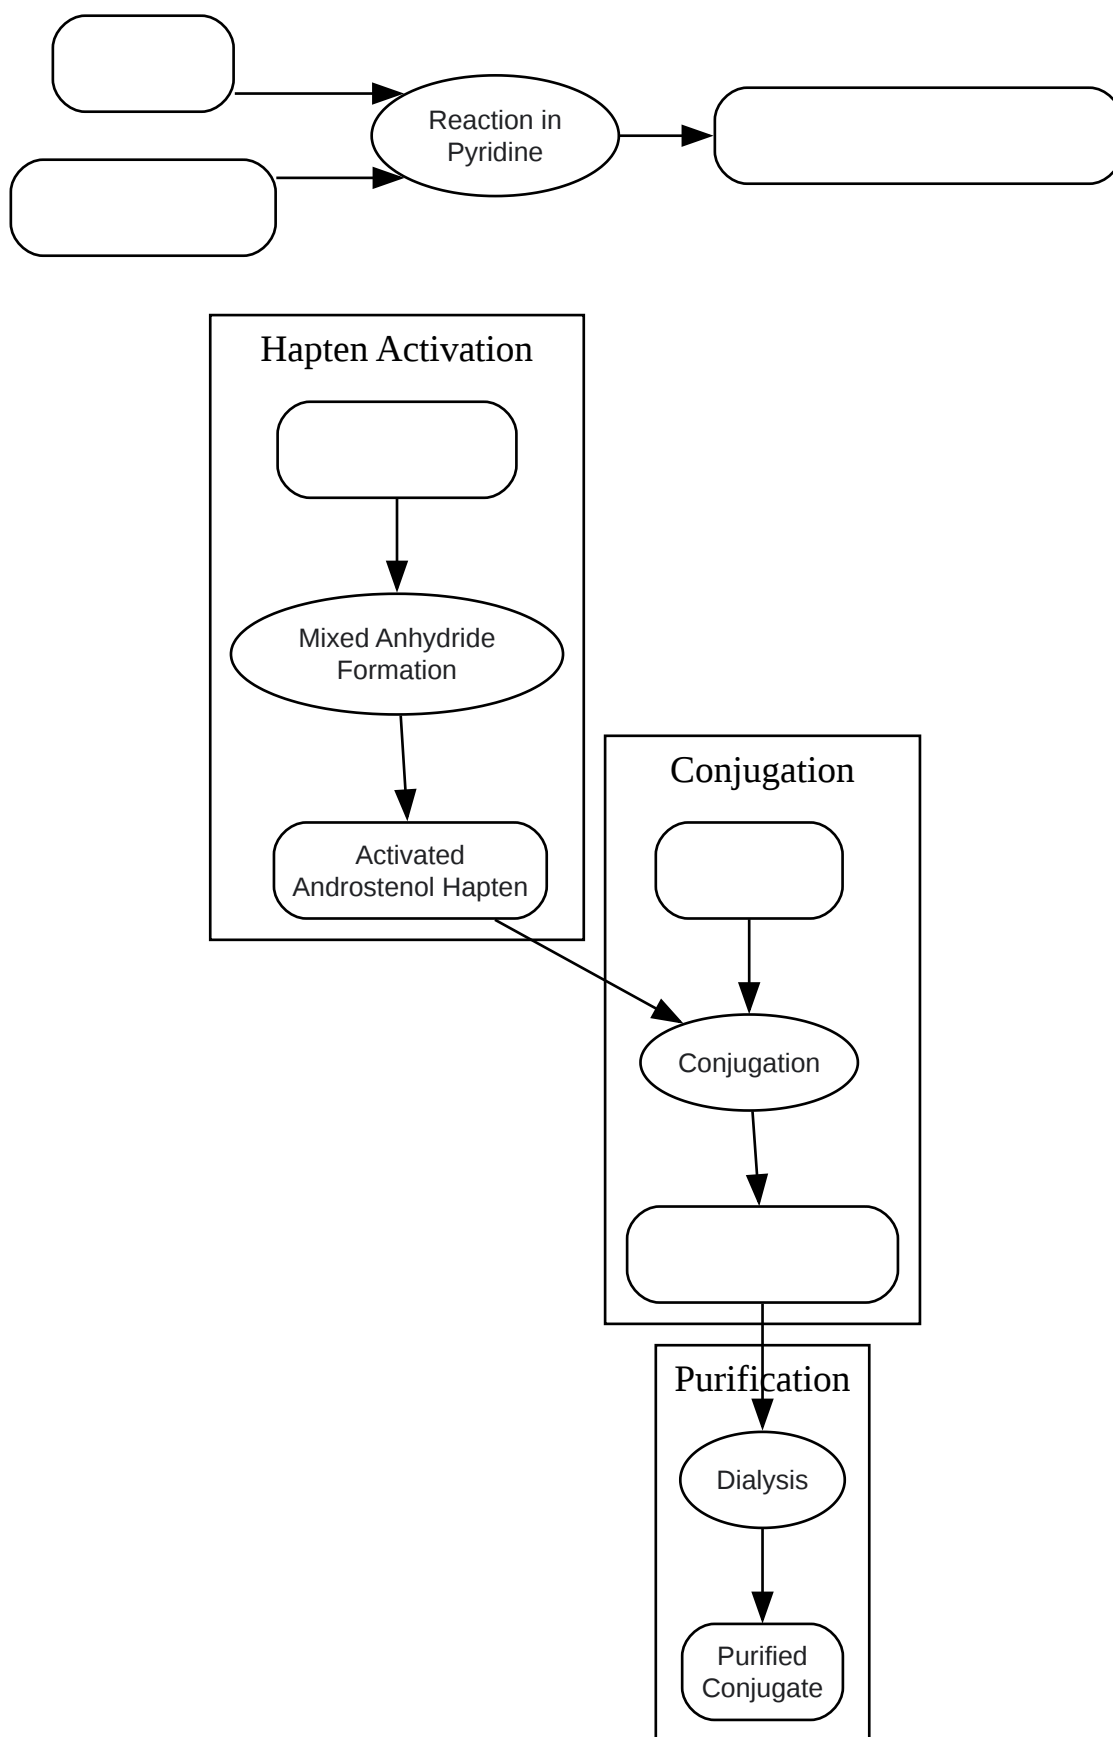 Reaction in
Pyridine
Hapten Activation
Mixed Anhydride
Formation
Activated
Androstenol Hapten
Conjugation
Conjugation
Purification
Dialysis
Purified
Conjugate